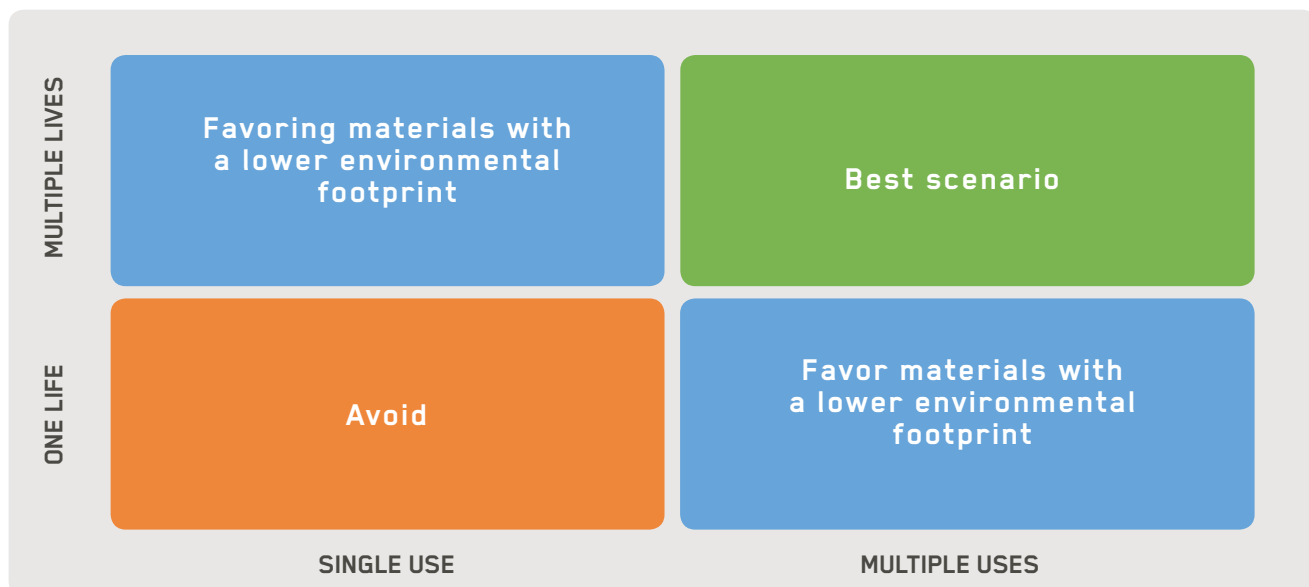 MULTIPLE LIVES
Favoring materials with
a lower environmental
footprint
Best scenario
ONE LIFE
Avoid
Favor materials with
a lower environmental
footprint
SINGLE USE
MULTIPLE USES